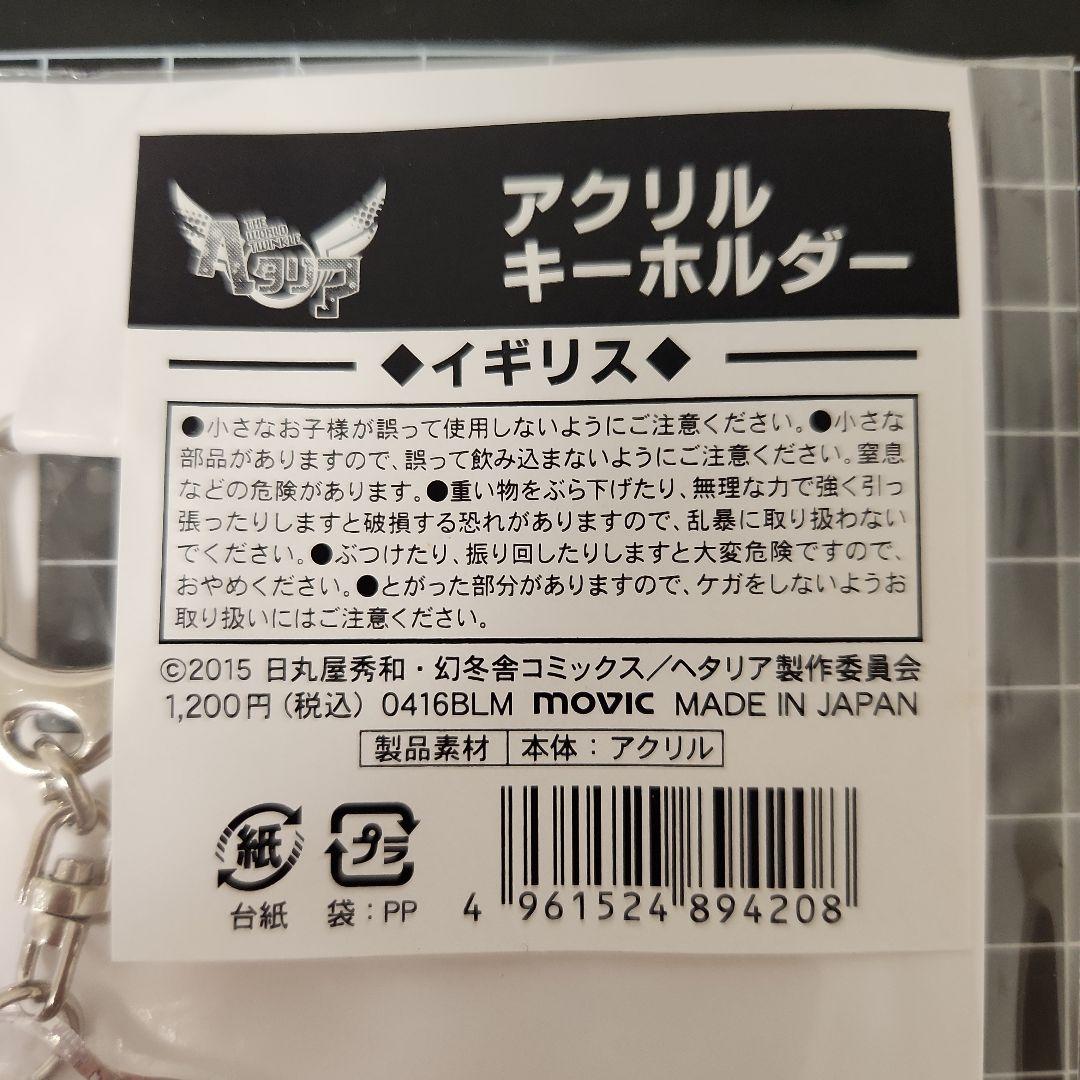 THE
WORLD
TWINKLE
ヘタリア
アクリル
キーホルダー
◆イギリス◆
●小さなお子様が誤って使用しないようにご注意ください。●小さな
部品がありますので、誤って飲み込まないようにご注意ください。窒息
などの危険があります。●重い物をぶら下げたり、無理な力で強く引っ
張ったりしますと破損する恐れがありますので、乱暴に取り扱わない
でください。●ぶつけたり、振り回したりしますと大変危険ですので、
おやめください。●とがった部分がありますので、ケガをしないようお
取り扱いにはご注意ください。
©2015 日丸屋秀和・幻冬舎コミックス/ヘタリア製作委員会
1,200円(税込) 0416BLM movic MADE IN JAPAN
製品素材 本体:アクリル
紙 プラ
台紙 袋:PP
4 961524 894208